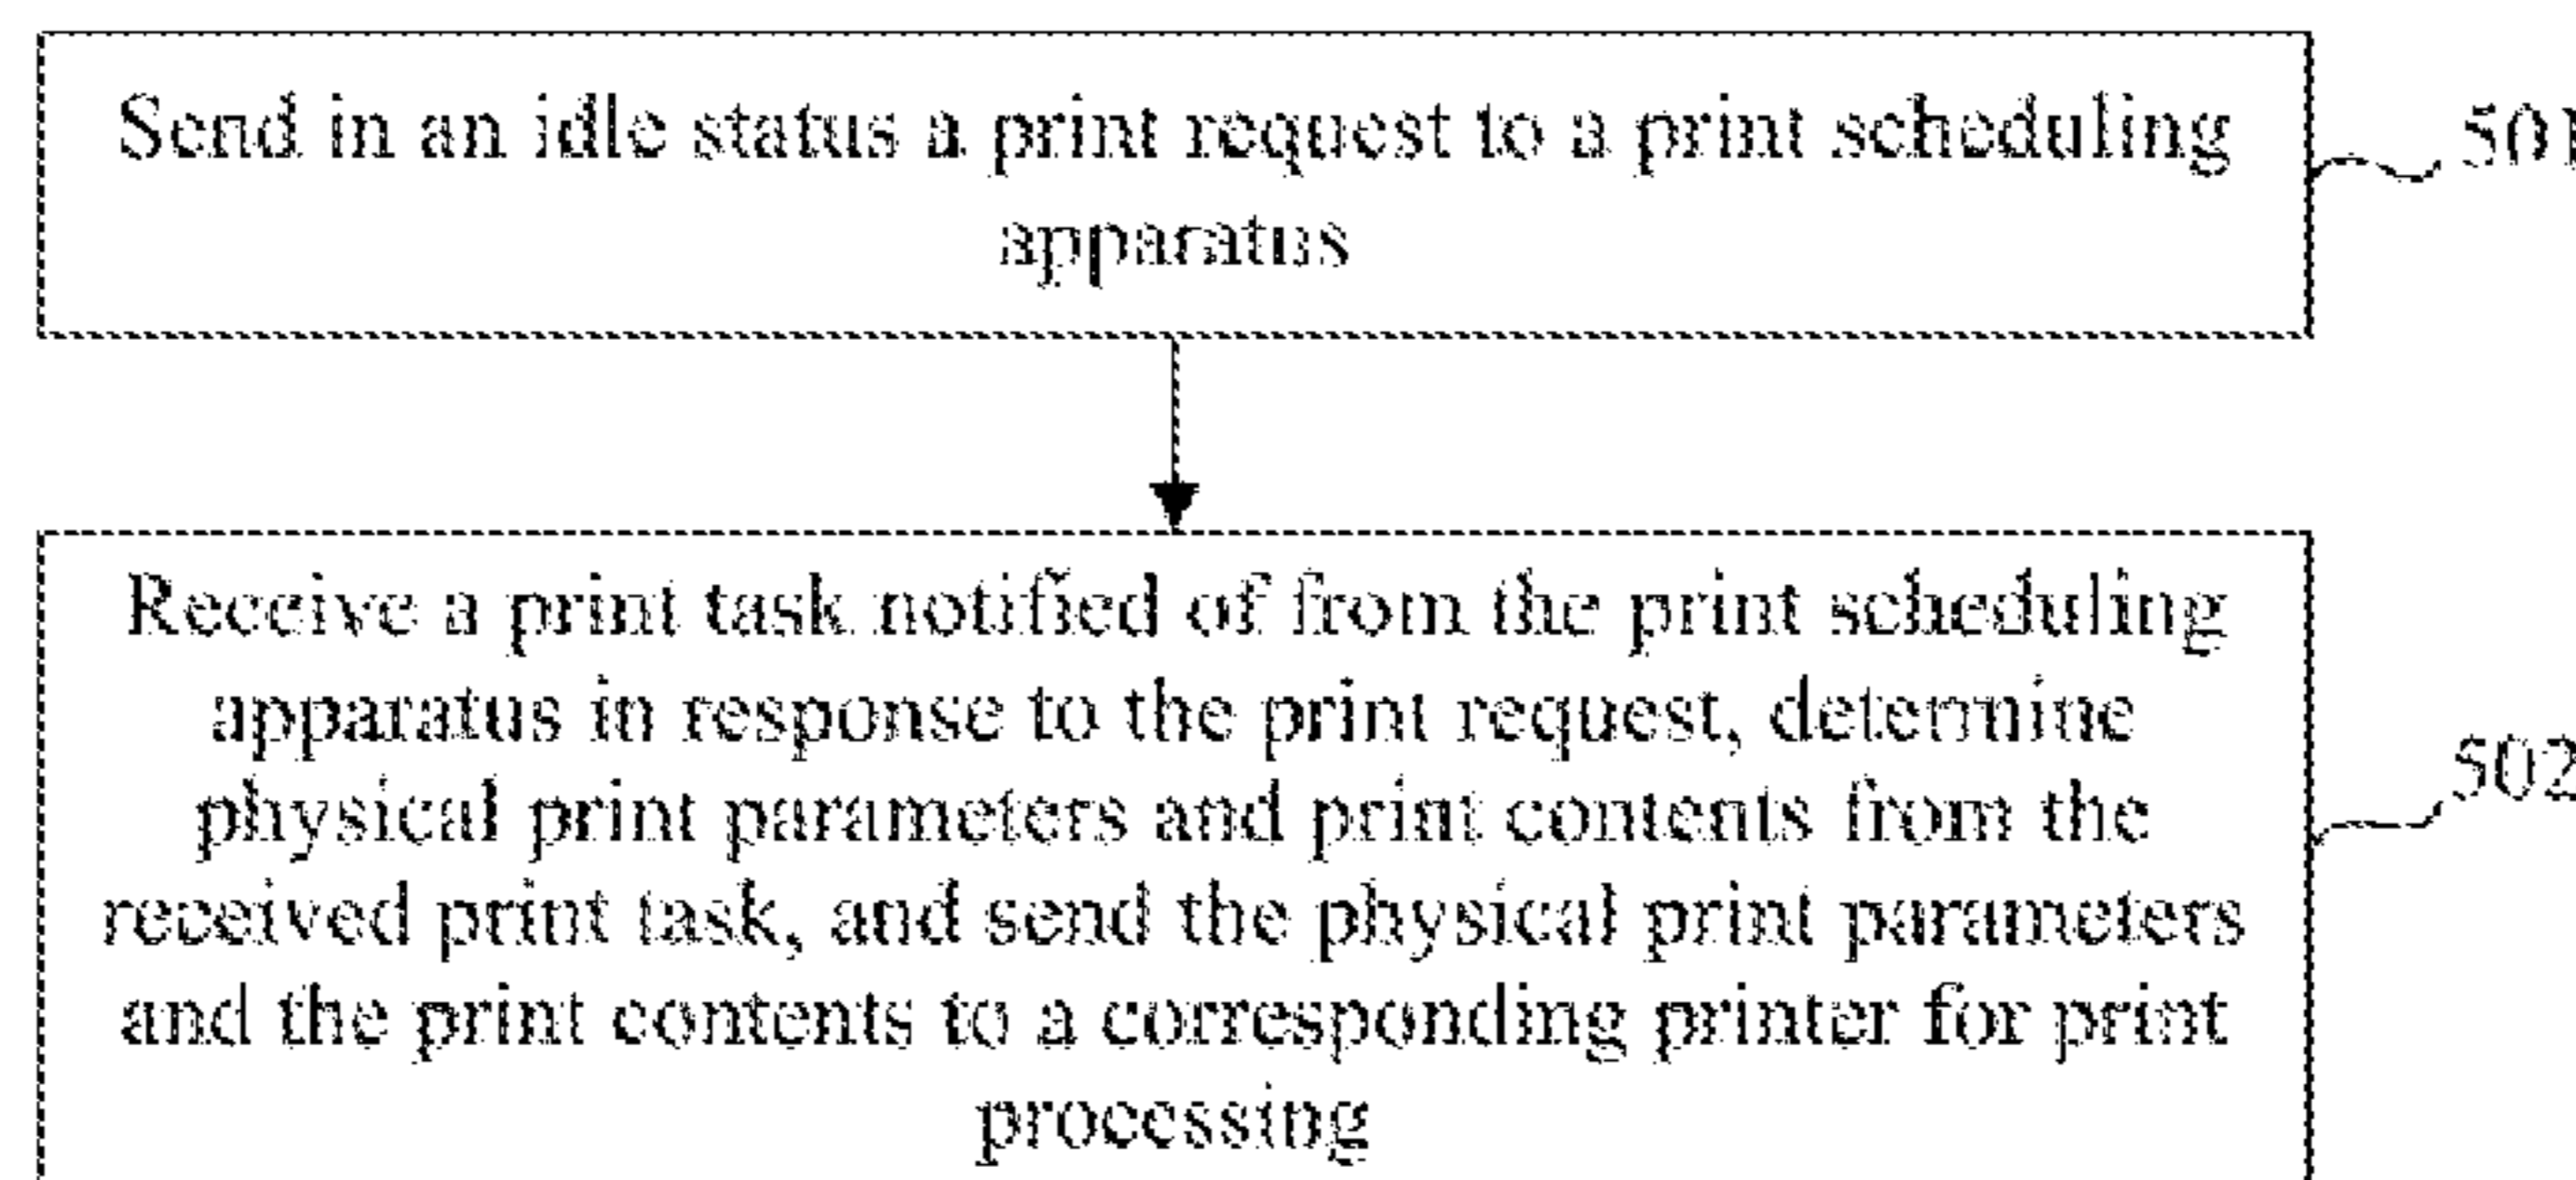 Send in an idle status a print request to a print scheduling
apparatus
501
Receive a print task notified of from the print scheduling
apparatus in response to the print request, determine
physical print parameters and print contents from the
received print task, and send the physical print parameters
and the print contents to a corresponding printer for print
processing
502